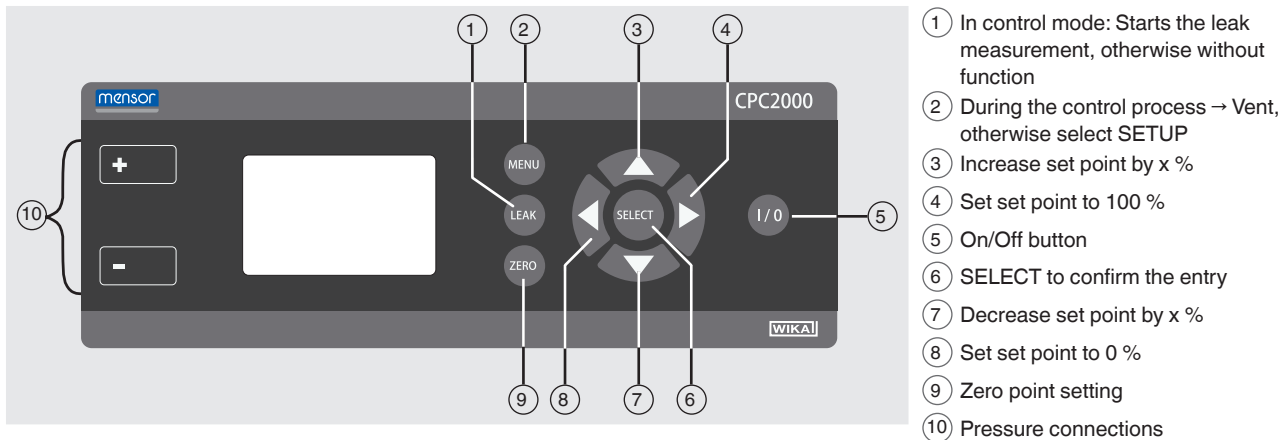 1 2 3 4
mensor
CPC2000
+
MENU
LEAK
SELECT
I / 0
10
5
-
ZERO
WIKA
9 8 7 6
1 In control mode: Starts the leak
measurement, otherwise without
function
2 During the control process → Vent,
otherwise select SETUP
3 Increase set point by x %
4 Set set point to 100 %
5 On/Off button
6 SELECT to confirm the entry
7 Decrease set point by x %
8 Set set point to 0 %
9 Zero point setting
10 Pressure connections